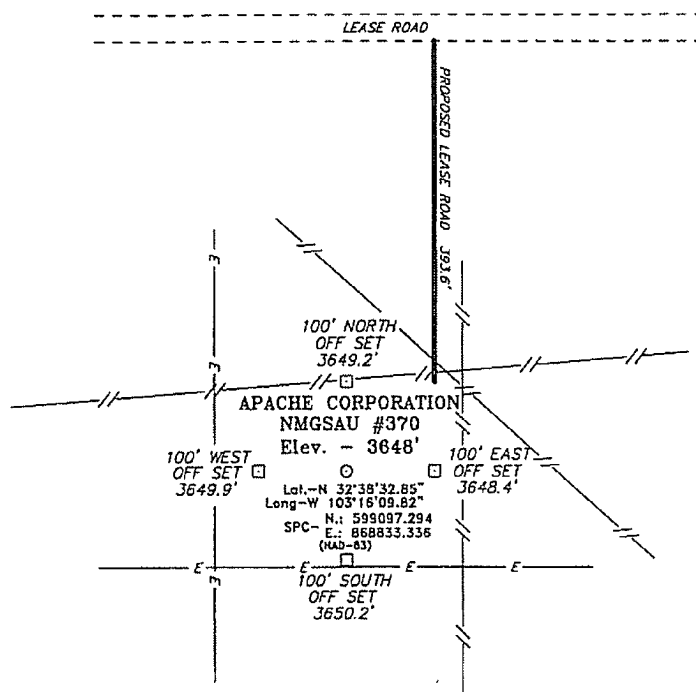 LEASE ROAD
PROPOSED LEASE ROAD 393.6'
E
E
100' NORTH
OFF SET
3649.2'
APACHE CORPORATION
NMGSAU #370
Elev. - 3648'
100' WEST
OFF SET
3649.9'
100' EAST
OFF SET
3648.4'
Lat.-N 32°38'32.85"
Long-W 103°16'09.82"
SPC- N.: 599097.294
E.: 868833.336
(NAD-83)
E
E
E
E
E
100' SOUTH
OFF SET
3650.2'